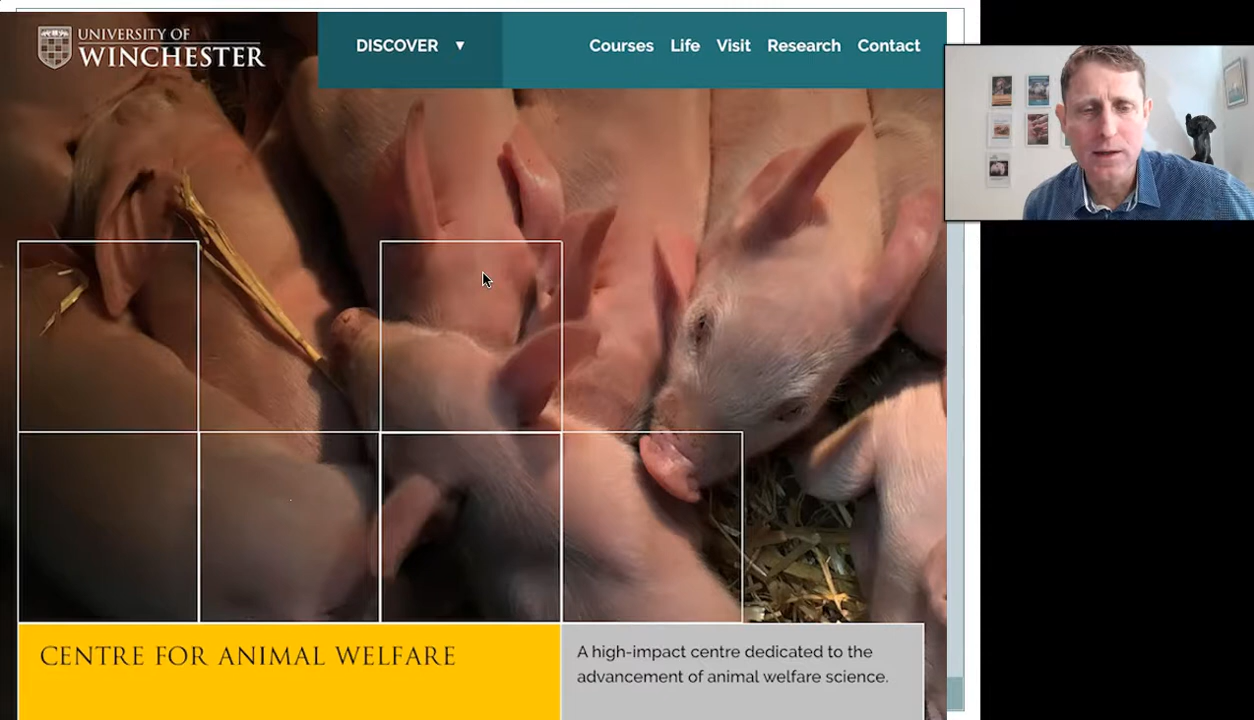 UNIVERSITY OF
WINCHESTER
DISCOVER ▼
Courses Life Visit Research Contact
CENTRE FOR ANIMAL WELFARE
A high-impact centre dedicated to the
advancement of animal welfare science.